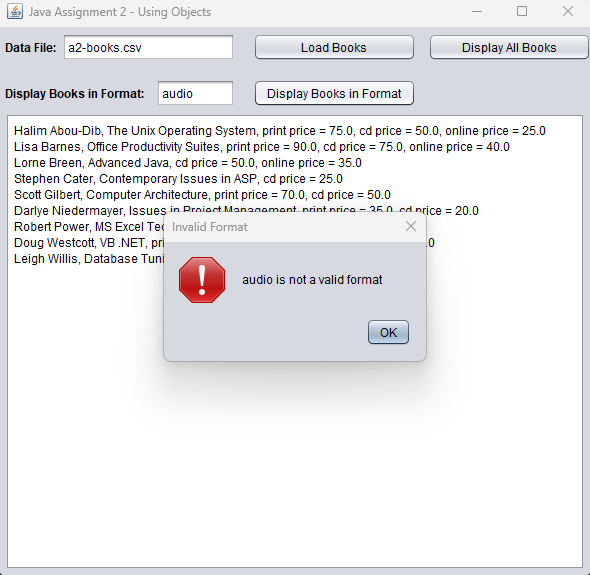 Java Assignment 2 - Using Objects
Data File: a2-books.csv Load Books Display All Books
Display Books in Format: audio Display Books in Format
Halim Abou-Dib, The Unix Operating System, print price = 75.0, cd price = 50.0, online price = 25.0
Lisa Barnes, Office Productivity Suites, print price = 90.0, cd price = 75.0, online price = 40.0
Lorne Breen, Advanced Java, cd price = 50.0, online price = 35.0
Stephen Cater, Contemporary Issues in ASP, cd price = 25.0
Scott Gilbert, Computer Architecture, print price = 70.0, cd price = 50.0
Darlye Niedermayer, Issues in Project Management, print price = 35.0, cd price = 20.0
Robert Power, MS Excel
Doug Westcott, VB .NET, .0
Leigh Willis, Database
Invalid Format
audio is not a valid format
OK